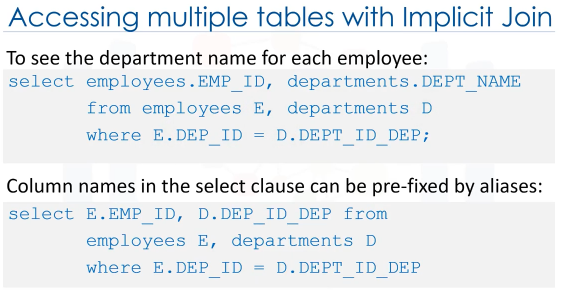 Accessing multiple tables with Implicit Join
To see the department name for each employee:
select employees.EMP_ID, departments.DEPT_NAME
from employees E, departments D
where E.DEP_ID = D.DEPT_ID_DEP;
Column names in the select clause can be pre-fixed by aliases:
select E.EMP_ID, D.DEP_ID_DEP from
employees E, departments D
where E.DEP_ID = D.DEPT_ID_DEP